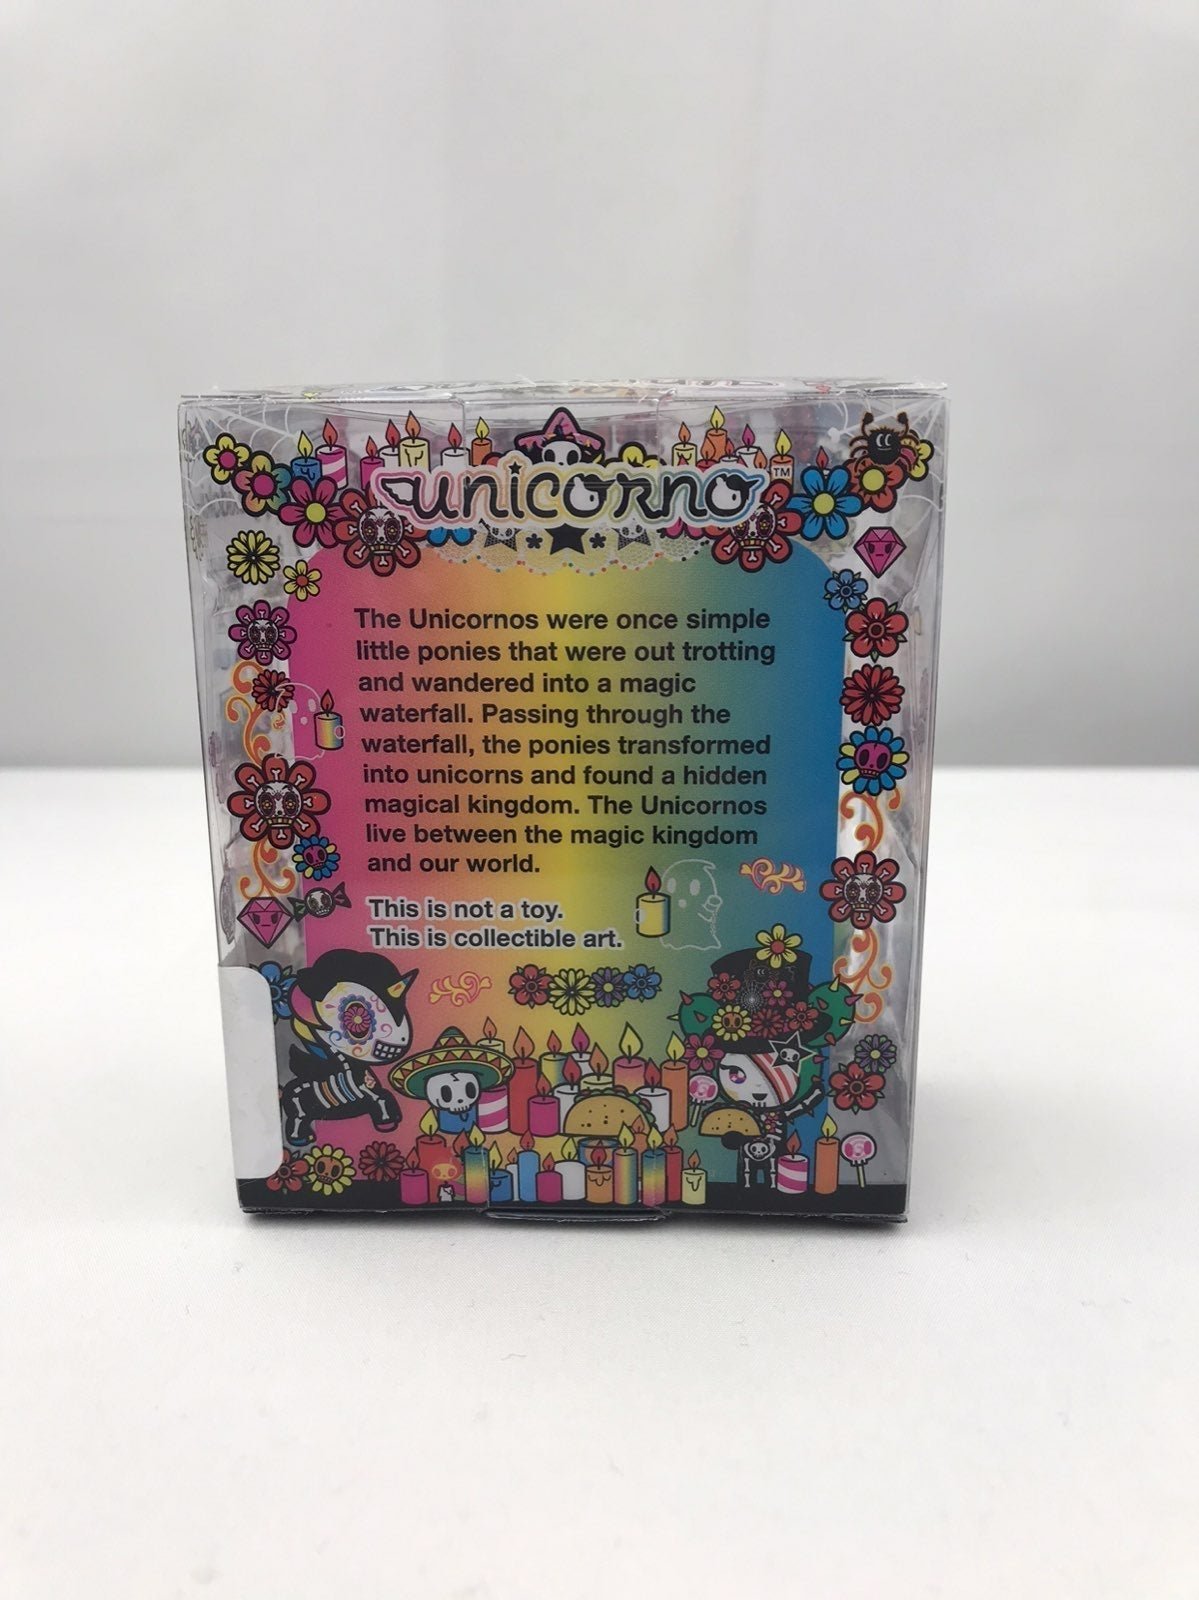 unicorno TM
The Unicornos were once simple
little ponies that were out trotting
and wandered into a magic
waterfall. Passing through the
waterfall, the ponies transformed
into unicorns and found a hidden
magical kingdom. The Unicornos
live between the magic kingdom
and our world.
This is not a toy.
This is collectible art.